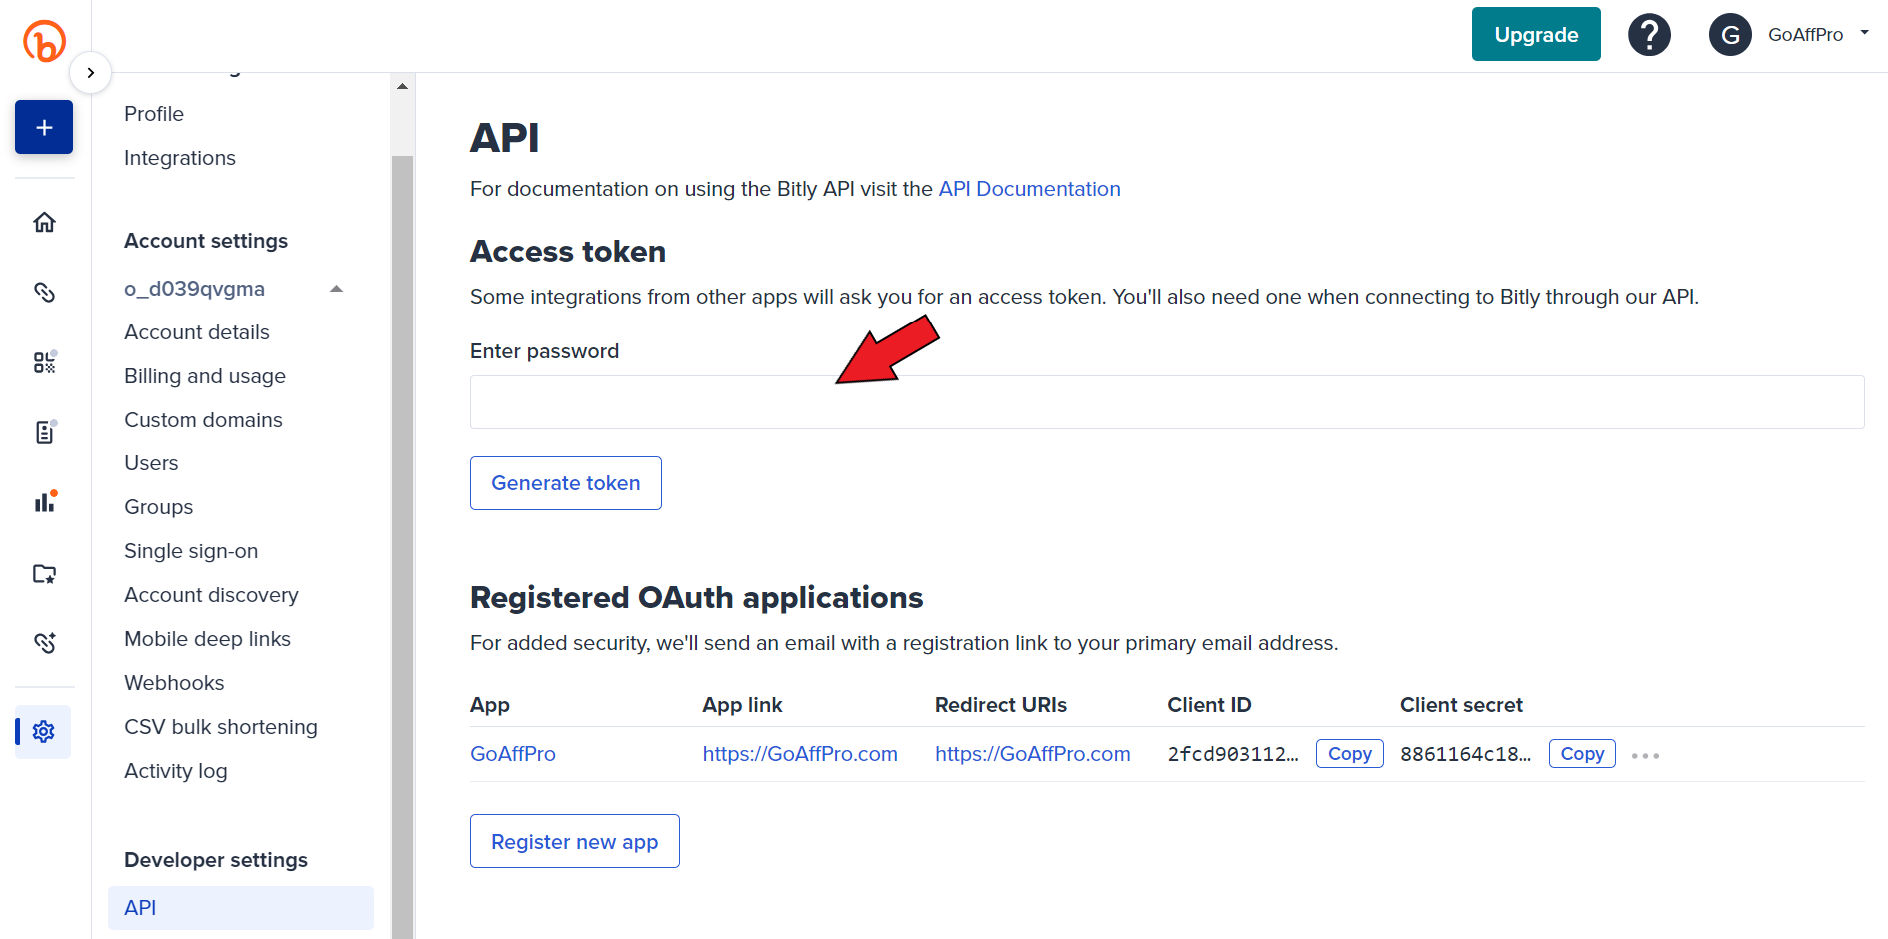 Upgrade
?
G
GoAffPro
b
+
Profile
Integrations
Account settings
o_d039qvgma
Account details
Billing and usage
Custom domains
Users
Groups
Single sign-on
Account discovery
Mobile deep links
Webhooks
CSV bulk shortening
Activity log
Developer settings
API
API
For documentation on using the Bitly API visit the API Documentation
Access token
Some integrations from other apps will ask you for an access token. You'll also need one when connecting to Bitly through our API.
Enter password
Generate token
Registered OAuth applications
For added security, we'll send an email with a registration link to your primary email address.
App App link Redirect URIs Client ID Client secret
GoAffPro https://GoAffPro.com https://GoAffPro.com 2fcd903112... Copy 8861164c18... Copy
Register new app